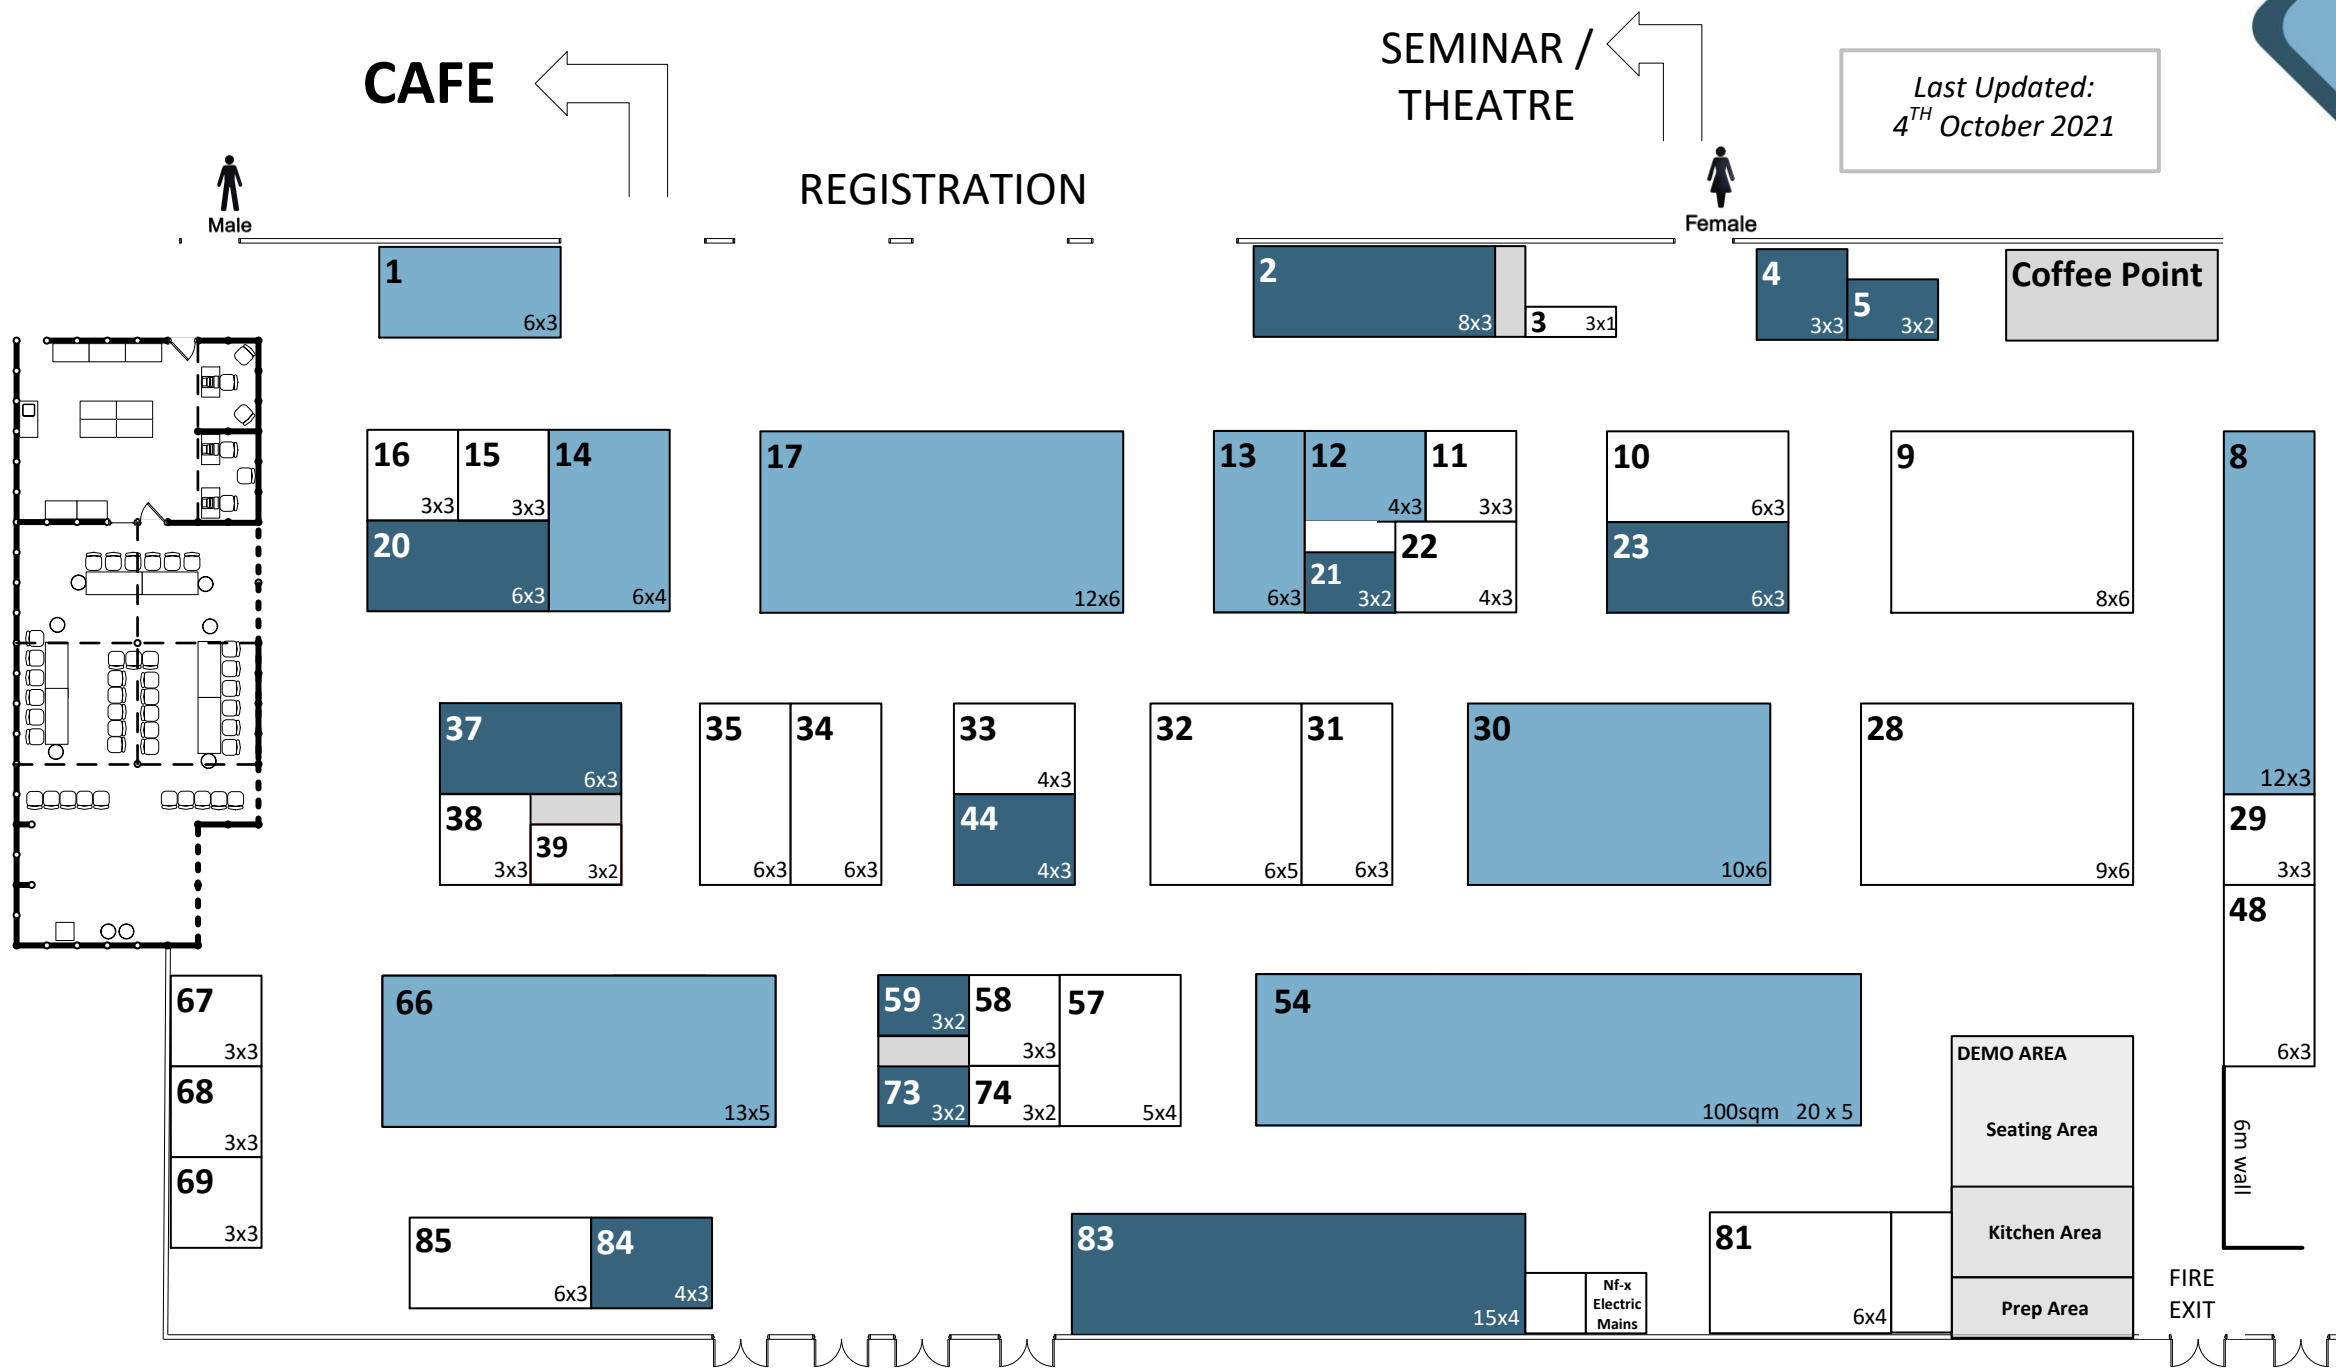 CAFE
SEMINAR /
THEATRE
Last Updated:
4TH October 2021
REGISTRATION
Male
Female
1
6x3
2
8x3
3 3x1
4
3x3
5
3x2
Coffee Point
16
3x3
15
3x3
14
6x4
20
6x3
17
12x6
13
6x3
12
4x3
11
3x3
21
3x2
22
4x3
10
6x3
23
6x3
9
8x6
8
12x3
37
6x3
38
3x3
39
3x2
35
6x3
34
6x3
33
4x3
44
4x3
32
6x5
31
6x3
30
10x6
28
9x6
29
3x3
48
6x3
67
3x3
68
3x3
69
3x3
66
13x5
59
3x2
58
3x3
57
5x4
73
3x2
74
3x2
54
100sqm 20 x 5
DEMO AREA
Seating Area
Kitchen Area
Prep Area
6m wall
85
6x3
84
4x3
83
15x4
Nf-x
Electric
Mains
81
6x4
FIRE
EXIT